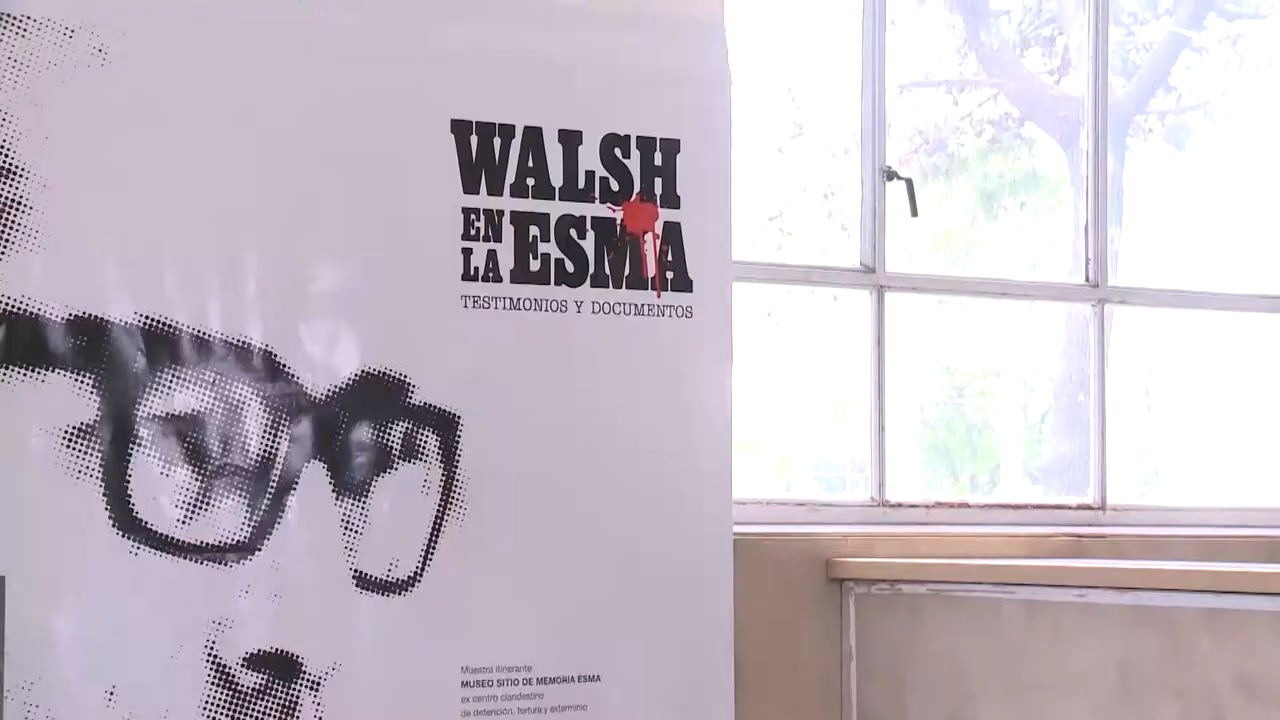 WALSH
EN LA ESMA
TESTIMONIOS Y DOCUMENTOS
Muestra itinerante
MUSEO SITIO DE MEMORIA ESMA
ex centro clandestino
de detención, tortura y exterminio